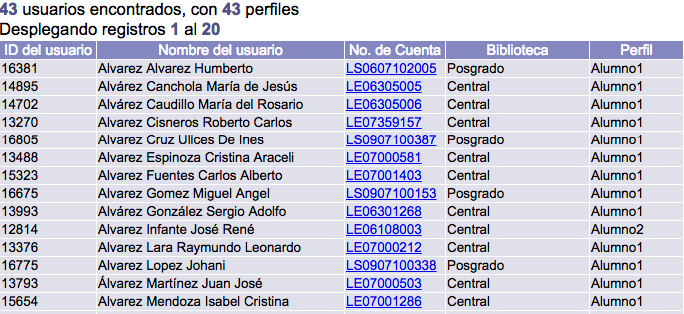 43 usuarios encontrados, con 43 perfiles
Desplegando registros 1 al 20
ID del usuario Nombre del usuario No. de Cuenta Biblioteca Perfil
16381 Alvarez Alvarez Humberto LS0607102005 Posgrado Alumno1
14895 Alvárez Canchola María de Jesús LE06305005 Central Alumno1
14702 Alvarez Caudillo María del Rosario LE06305006 Central Alumno1
13270 Alvarez Cisneros Roberto Carlos LE07359157 Central Alumno1
16805 Alvarez Cruz Ulices De Ines LS0907100387 Posgrado Alumno1
13488 Alvarez Espinoza Cristina Araceli LE07000581 Central Alumno1
15323 Alvarez Fuentes Carlos Alberto LE07001403 Central Alumno1
16675 Alvarez Gomez Miguel Angel LS0907100153 Posgrado Alumno1
13993 Alvarez González Sergio Adolfo LE06301268 Central Alumno1
12814 Alvarez Infante José René LE06108003 Central Alumno2
13376 Alvarez Lara Raymundo Leonardo LE07000212 Central Alumno1
16775 Alvarez Lopez Johani LS0907100338 Posgrado Alumno1
13793 Álvarez Martínez Juan José LE07000503 Central Alumno1
15654 Alvarez Mendoza Isabel Cristina LE07001286 Central Alumno1